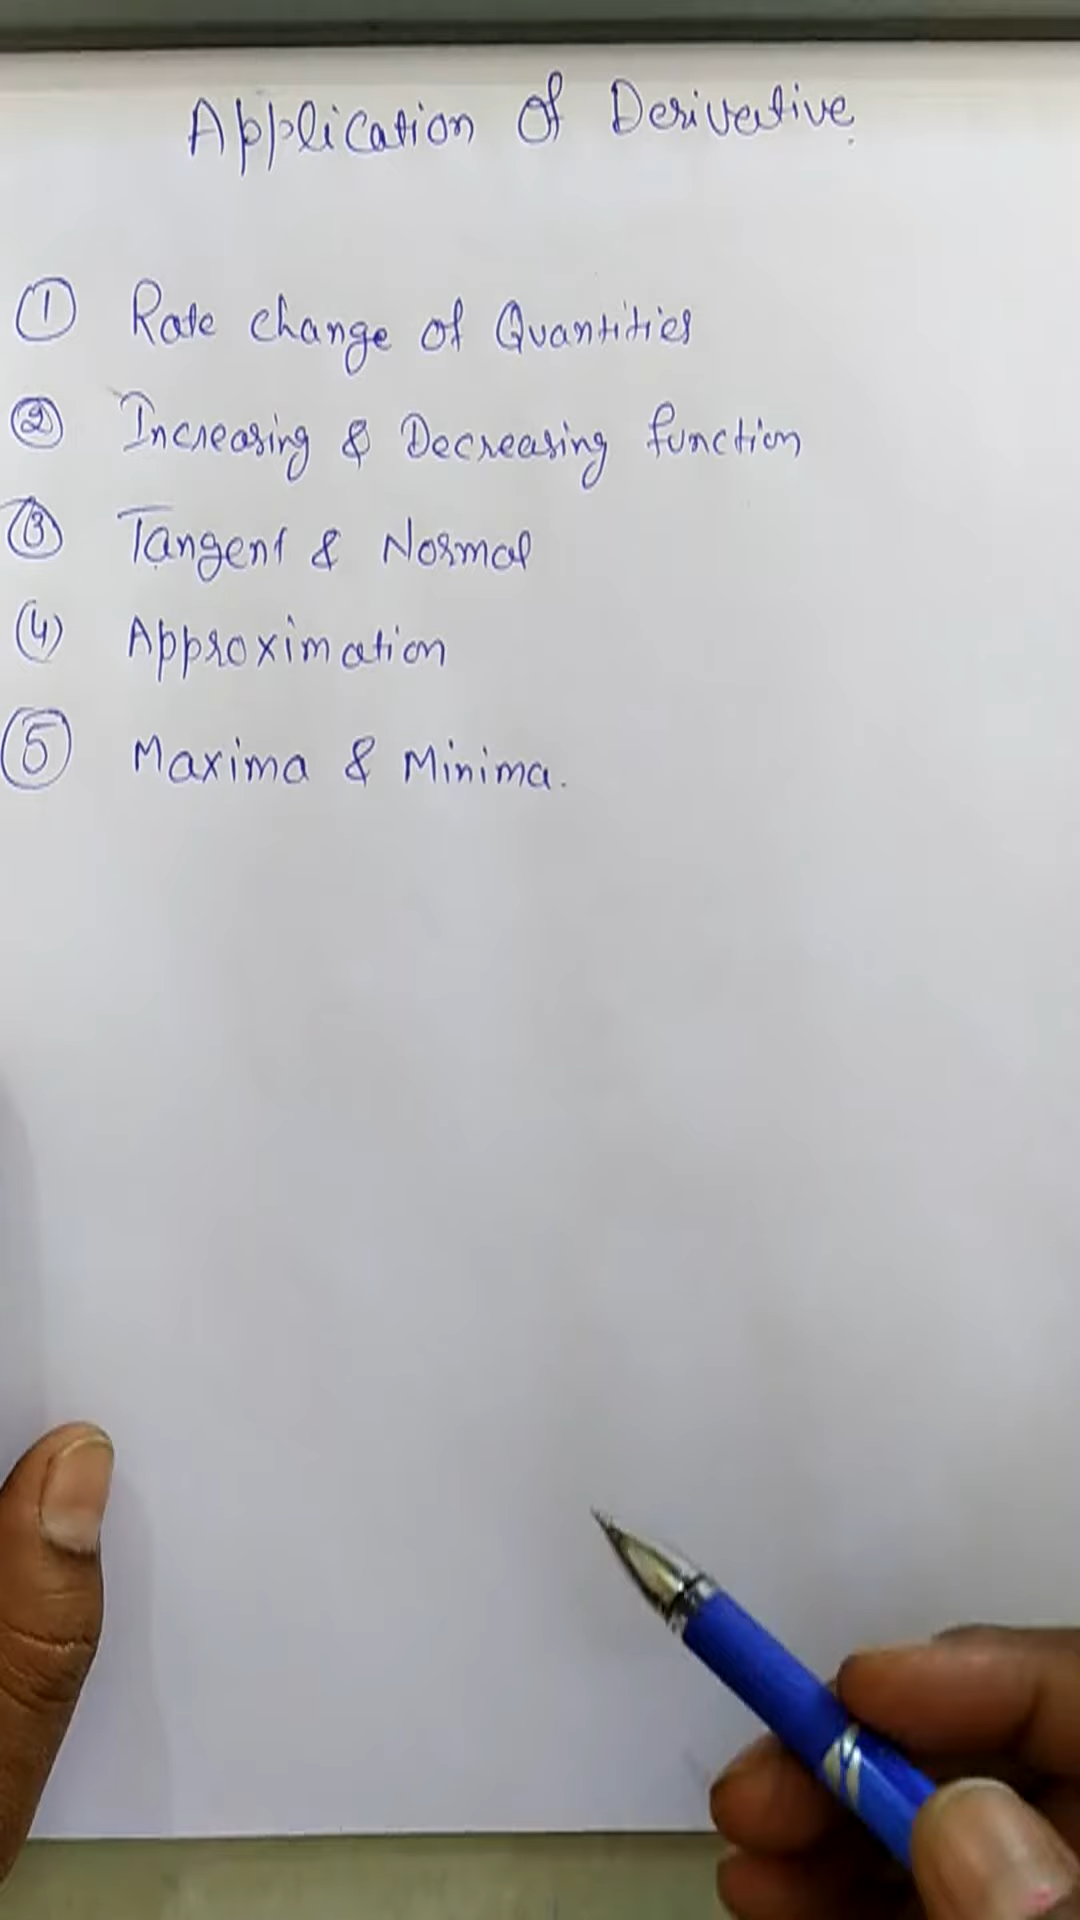 Application Of Derivative.
① Rate change of Quantities
② Increasing & Decreasing function
③ Tangent & Normal
(4) Approximation
⑤ Maxima & Minima.